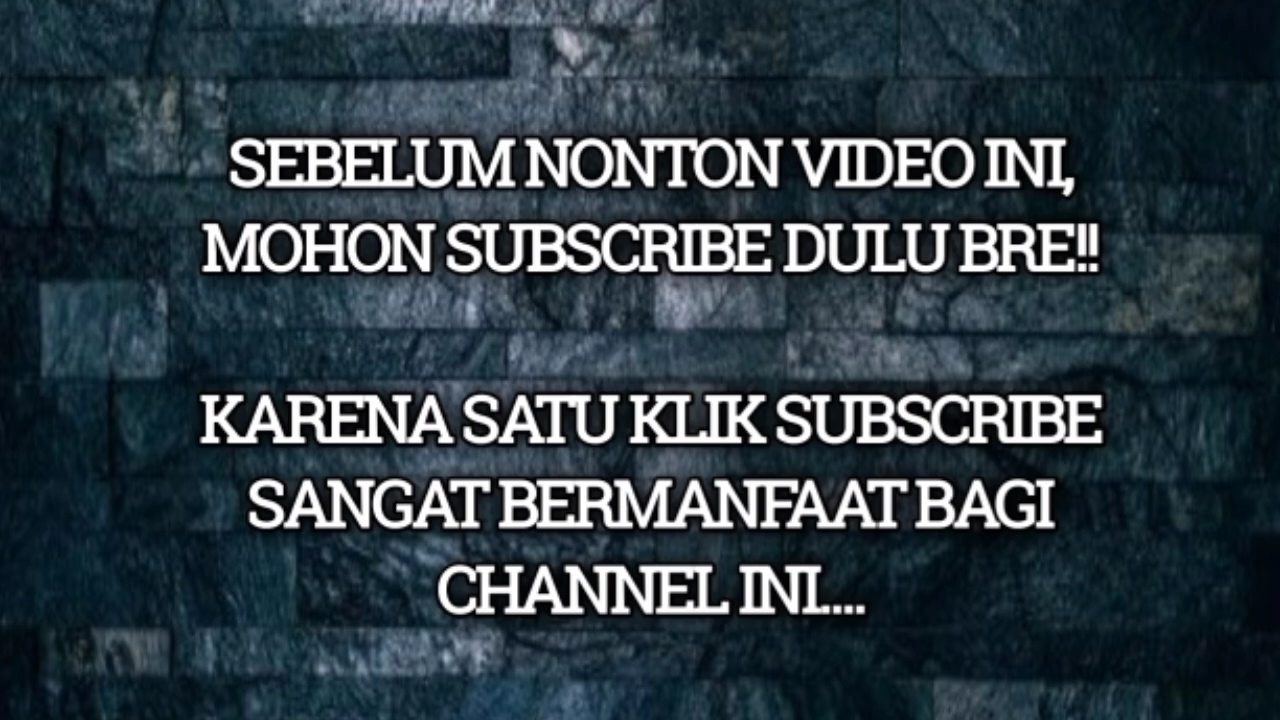 SEBELUM NONTON VIDEO INI,
MOHON SUBSCRIBE DULU BRE!!
KARENA SATU KLIK SUBSCRIBE
SANGAT BERMANFAAT BAGI
CHANNEL INI....